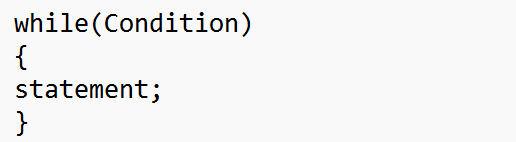 while(Condition)
{
statement;
}